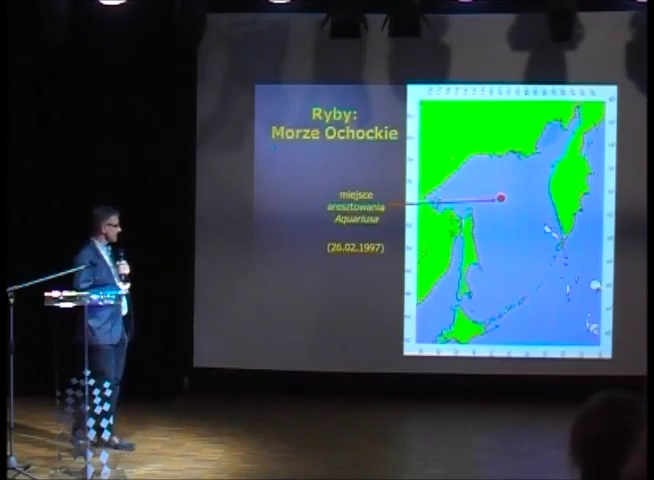 Ryby:
Morze Ochockie
miejsce
aresztowania
Aquariusa
(26.02.1997)